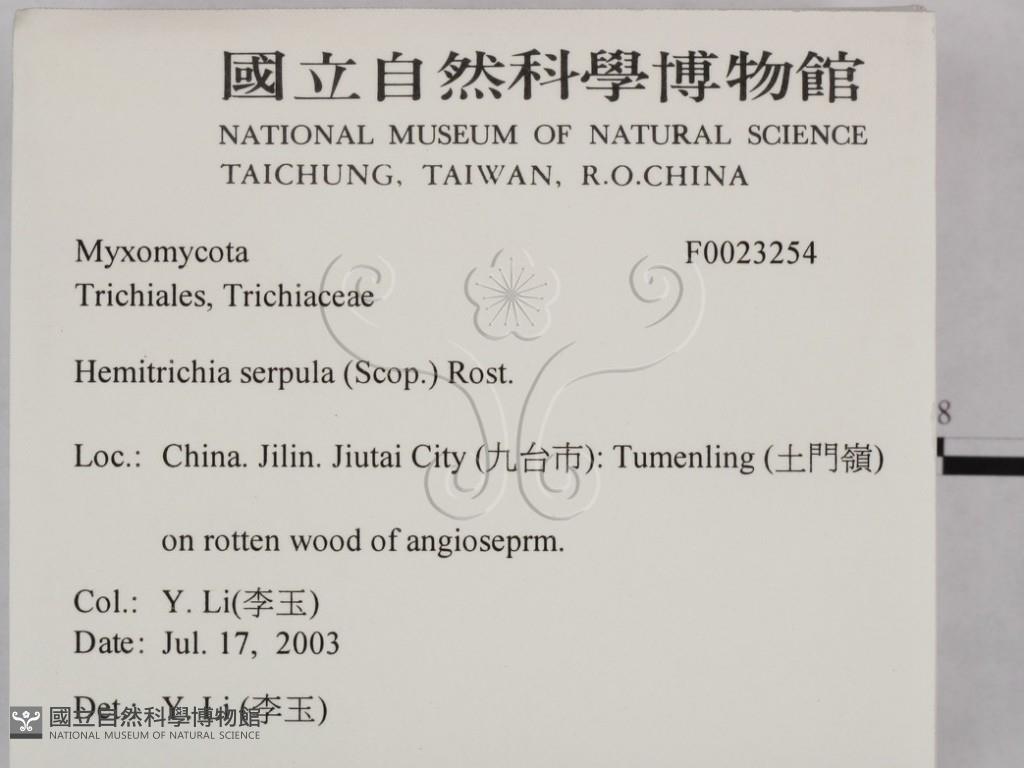 國立自然科學博物館
NATIONAL MUSEUM OF NATURAL SCIENCE
TAICHUNG, TAIWAN, R.O.CHINA
Myxomycota F0023254
Trichiales, Trichiaceae
Hemitrichia serpula (Scop.) Rost.
8
Loc.: China. Jilin. Jiutai City (九台市): Tumenling (土門嶺)
on rotten wood of angioseprm.
Col.: Y. Li(李玉)
Date: Jul. 17, 2003
Det.: Y. Li (李玉)
國立自然科學博物館
NATIONAL MUSEUM OF NATURAL SCIENCE